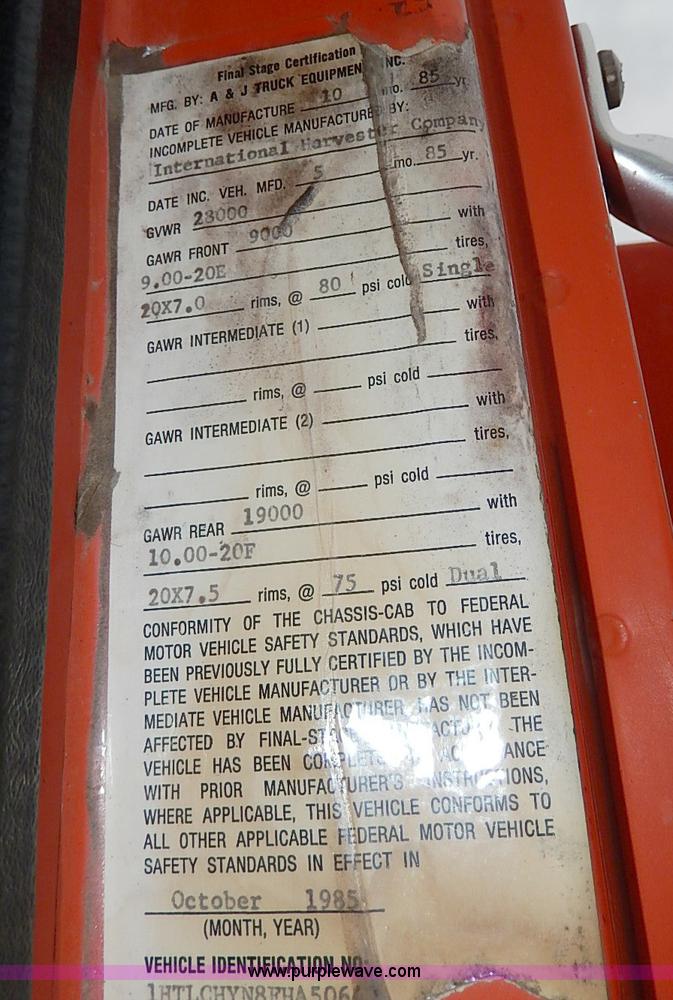 Final Stage Certification
MFG. BY: A & J TRUCK EQUIPMEN INC.
DATE OF MANUFACTURE 10 mo. 85 yr
INCOMPLETE VEHICLE MANUFACTURED BY:
International Harvester Company
DATE INC. VEH. MFD. 5 mo. 85 yr.
GVWR 28000
GAWR FRONT 9000 with
9.00-20E tires,
20X7.0 rims, @ 80 psi cold Single
GAWR INTERMEDIATE (1) with
tires,
rims, @ psi cold
GAWR INTERMEDIATE (2) with
tires,
rims, @ psi cold
GAWR REAR 19000 with
10.00-20F tires,
20X7.5 rims, @ 75 psi cold Dual
CONFORMITY OF THE CHASSIS-CAB TO FEDERAL
MOTOR VEHICLE SAFETY STANDARDS, WHICH HAVE
BEEN PREVIOUSLY FULLY CERTIFIED BY THE INCOM-
PLETE VEHICLE MANUFACTURER OR BY THE INTER-
MEDIATE VEHICLE MANUFACTURER HAS NOT BEEN
AFFECTED BY FINAL- THE
VEHICLE HAS BEEN
WITH PRIOR MANUFACTURER'S INSTRUCTIONS,
WHERE APPLICABLE, THIS VEHICLE CONFORMS TO
ALL OTHER APPLICABLE FEDERAL MOTOR VEHICLE
SAFETY STANDARDS IN EFFECT IN
October 1985
(MONTH, YEAR)
VEHICLE IDENTIFICATION NO:
www.purplewave.com